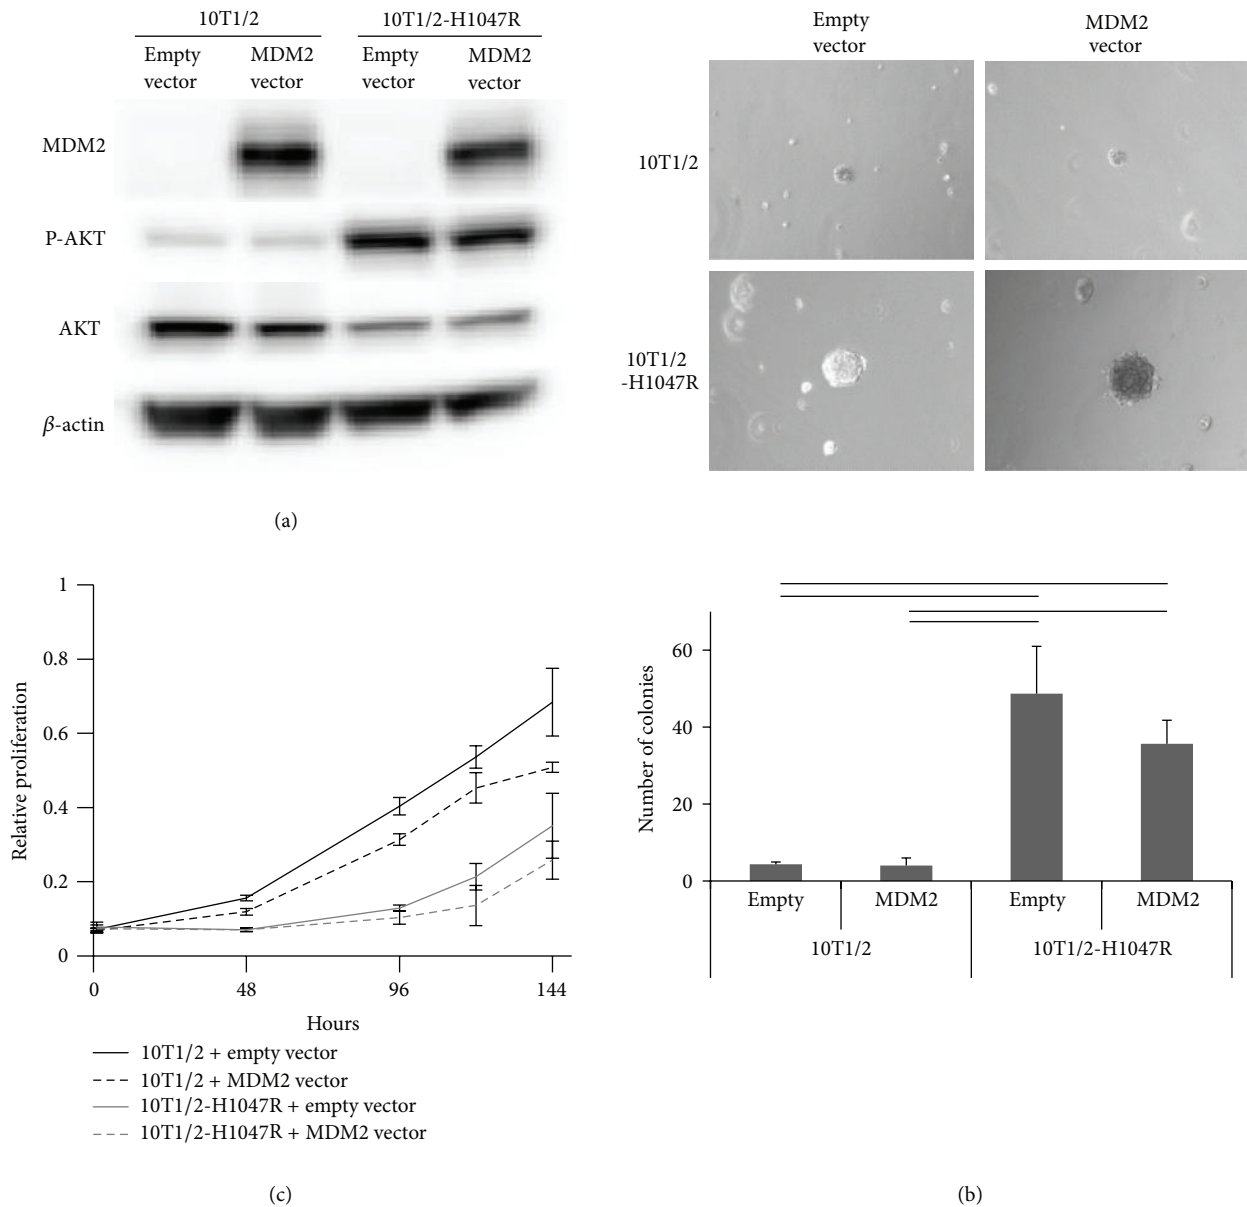 10T1/2 10T1/2-H1047R
Empty vector MDM2 vector Empty vector MDM2 vector
MDM2
P-AKT
AKT
β-actin
(a)
Empty vector
MDM2 vector
10T1/2
10T1/2 -H1047R
Number of colonies
60
40
20
0
Empty MDM2 Empty MDM2
10T1/2 10T1/2-H1047R
(b)
Relative proliferation
1
0.8
0.6
0.4
0.2
0
0 48 96 144
Hours
10T1/2 + empty vector
10T1/2 + MDM2 vector
10T1/2-H1047R + empty vector
10T1/2-H1047R + MDM2 vector
(c)